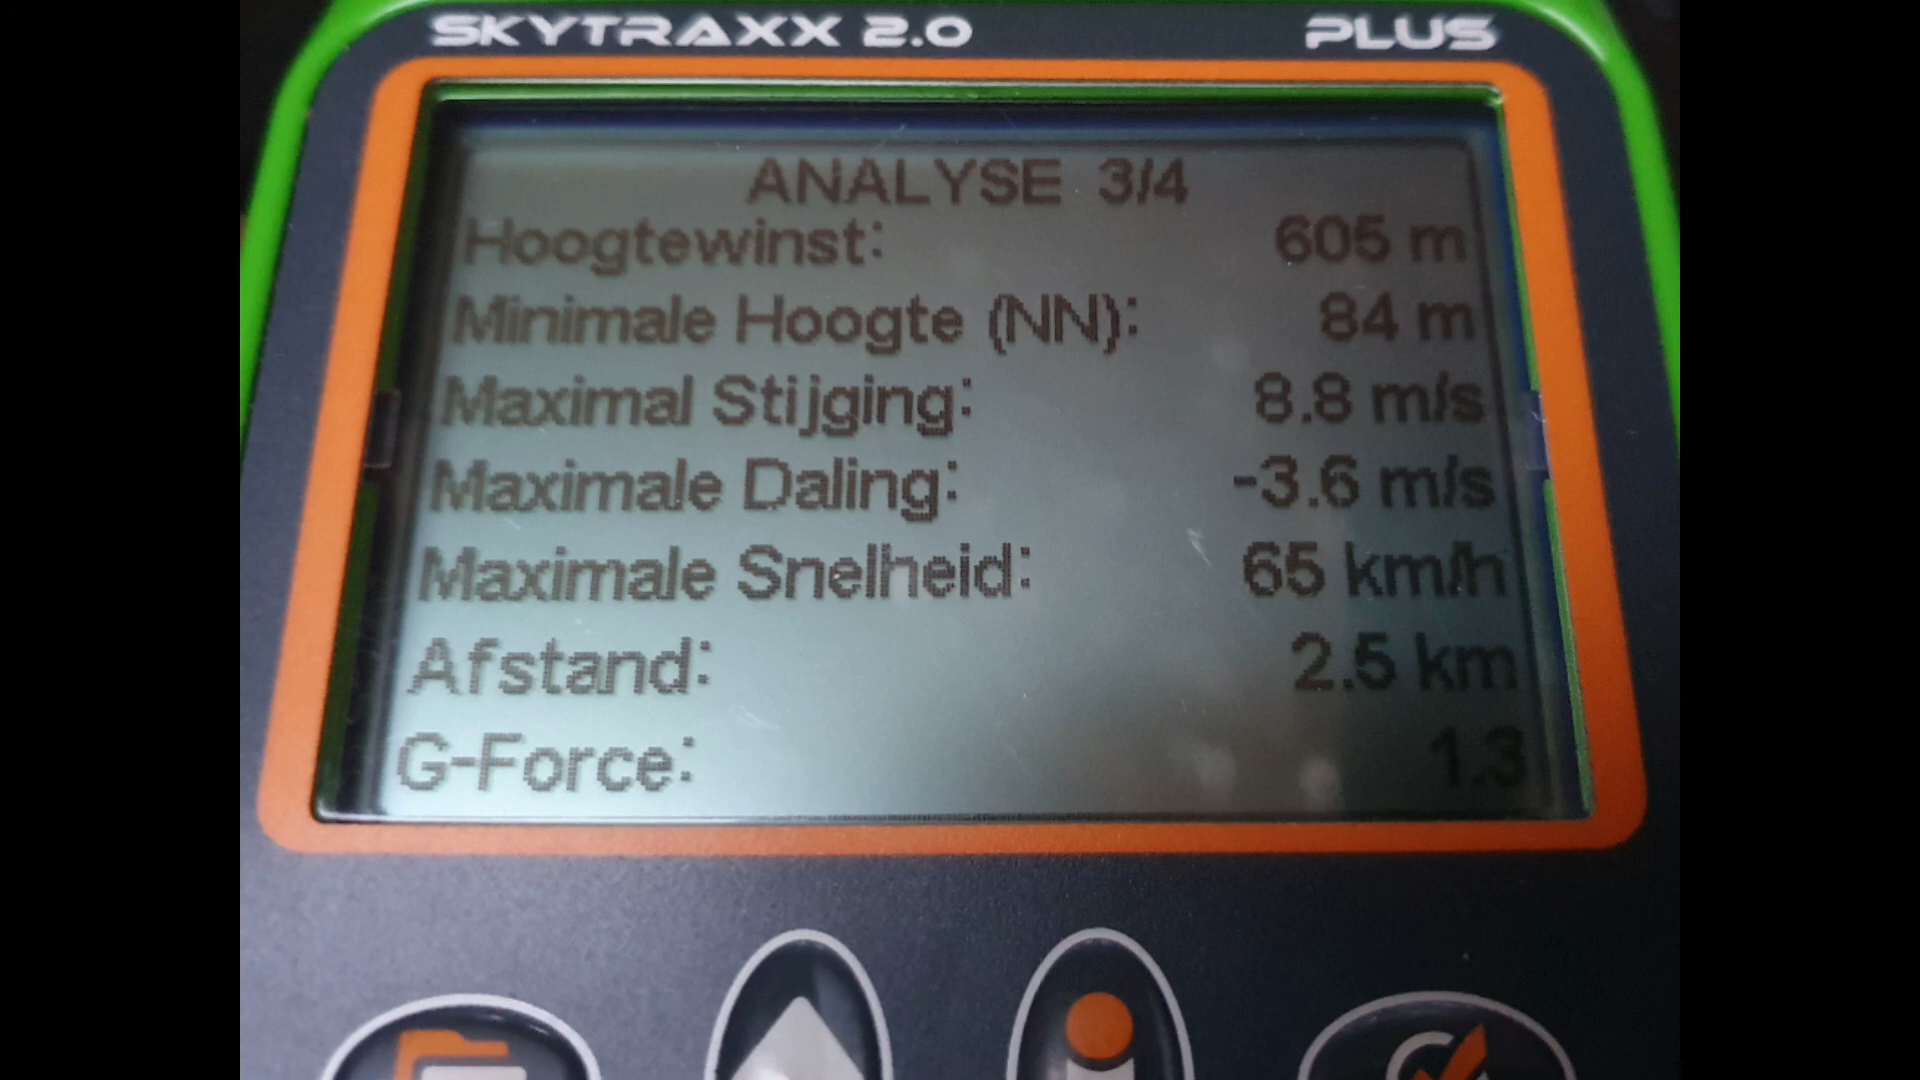 SKYTRAXX 2.0 PLUS
ANALYSE 3/4
Hoogtewinst: 605 m
Minimale Hoogte (NN): 84 m
Maximal Stijging: 8.8 m/s
Maximale Daling: -3.6 m/s
Maximale Snelheid: 65 km/h
Afstand: 2.5 km
G-Force: 1.3